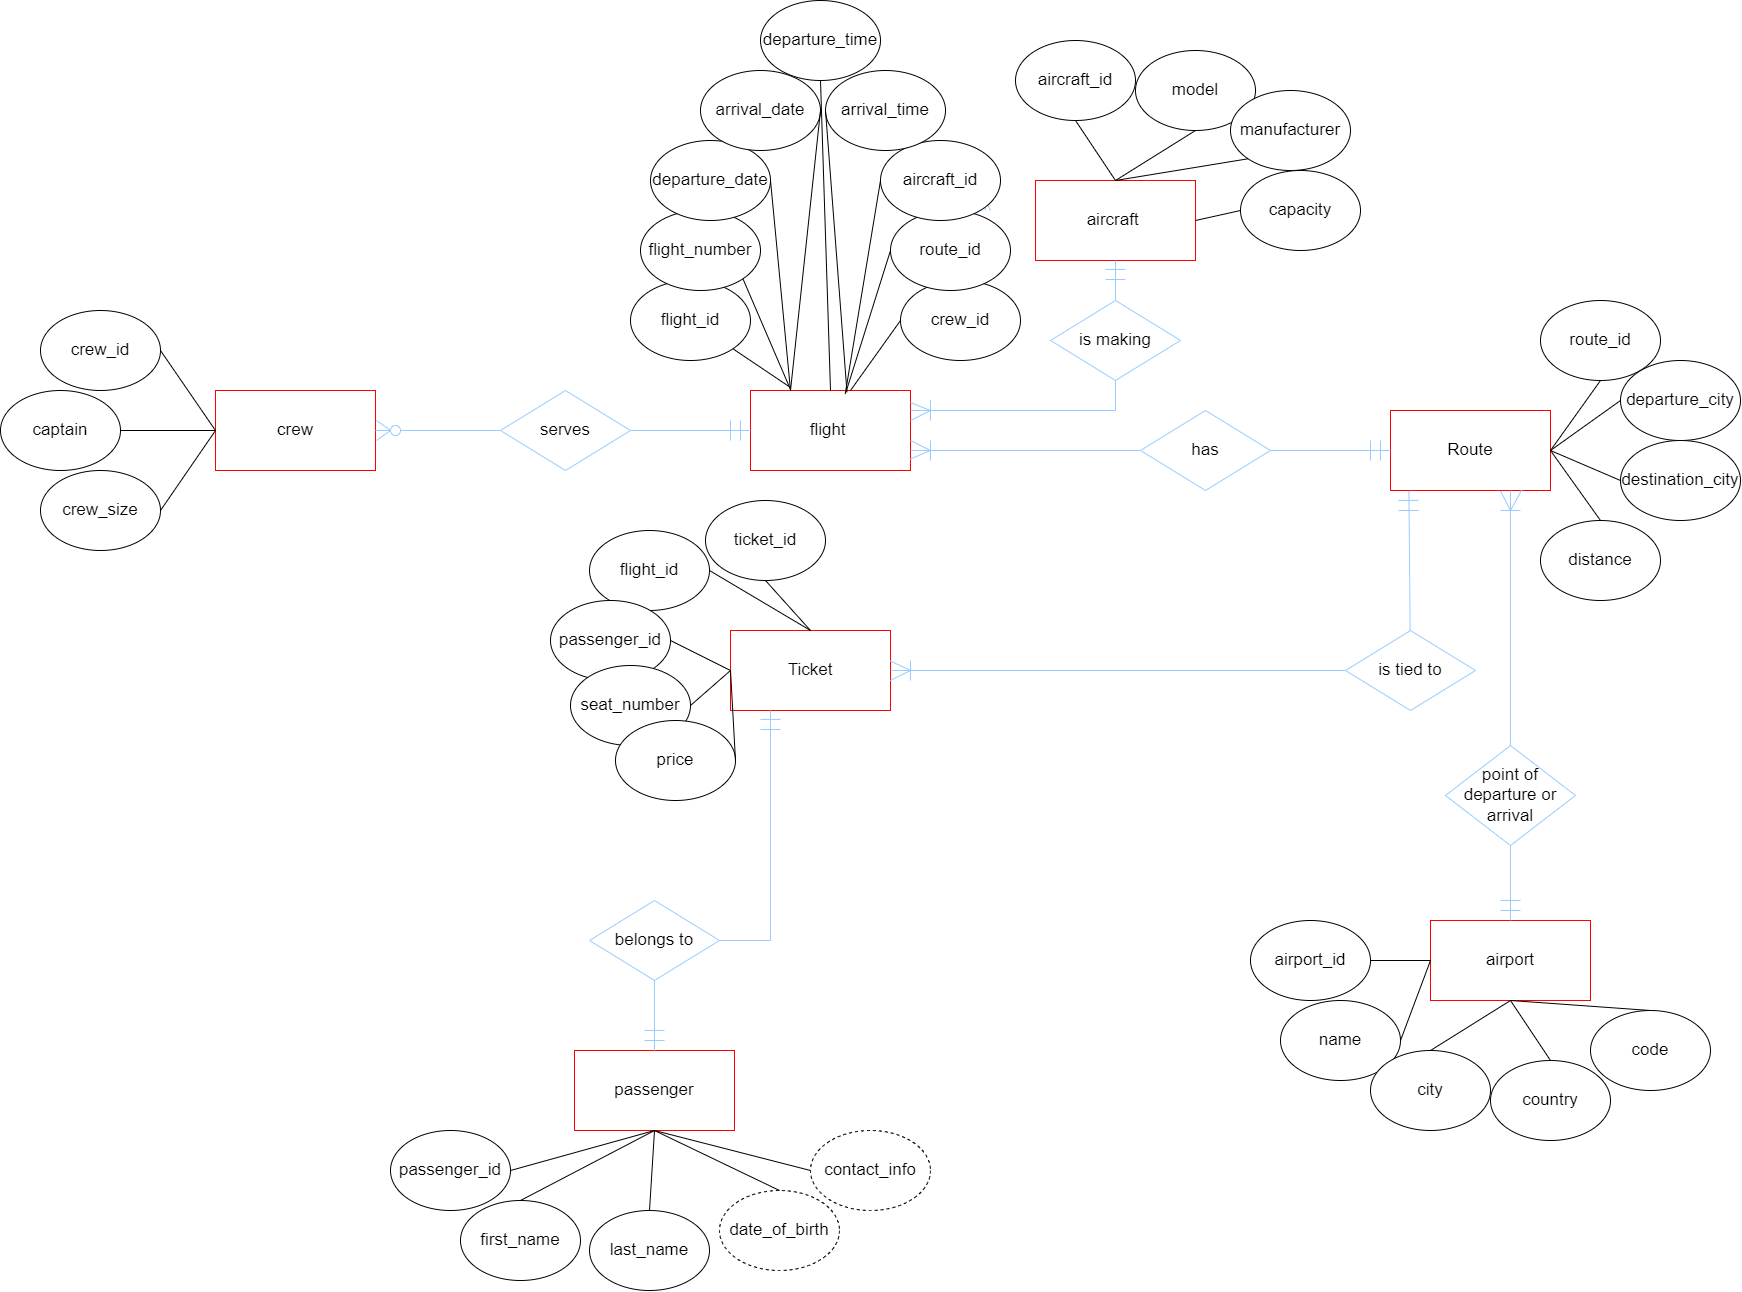 departure_time
arrival_date
arrival_time
departure_date
aircraft_id
flight_number
route_id
flight_id
crew_id
aircraft_id
model
manufacturer
capacity
aircraft
is making
crew_id
captain
crew_size
crew
serves
flight
has
Route
route_id
departure_city
destination_city
distance
ticket_id
flight_id
passenger_id
seat_number
price
Ticket
is tied to
point of
departure or
arrival
belongs to
airport_id
airport
name
city
country
code
passenger
passenger_id
first_name
last_name
date_of_birth
contact_info